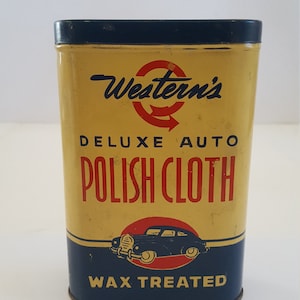 Western's
DELUXE AUTO
POLISH CLOTH
WAX TREATED